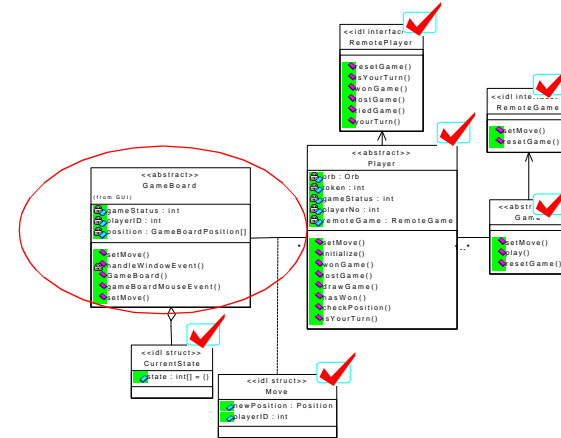 <<idl interfac
RemotePlayer
resetGame()
isYourTurn()
wonGame()
lostGame()
tiedGame()
yourTurn()
<<idl inter
RemoteGame
setMove()
resetGame()
<<abstract>>
Player
orb : Orb
token : int
gameStatus : int
playerNo : int
remoteGame : RemoteGame
setMove()
initialize()
wonGame()
lostGame()
drawGame()
hasWon()
checkPosition()
isYourTurn()
<<abstract>>
GameBoard
(from GUI)
gameStatus : int
playerID : int
position : GameBoardPosition[]
setMove()
handleWindowEvent()
GameBoard()
gameBoardMouseEvent()
setMove()
*
..*
<<abstr
Game
setMove()
play()
resetGame()
<<idl struct>>
CurrentState
state : int[] = ()
<<idl struct>>
Move
newPosition : Position
playerID : int